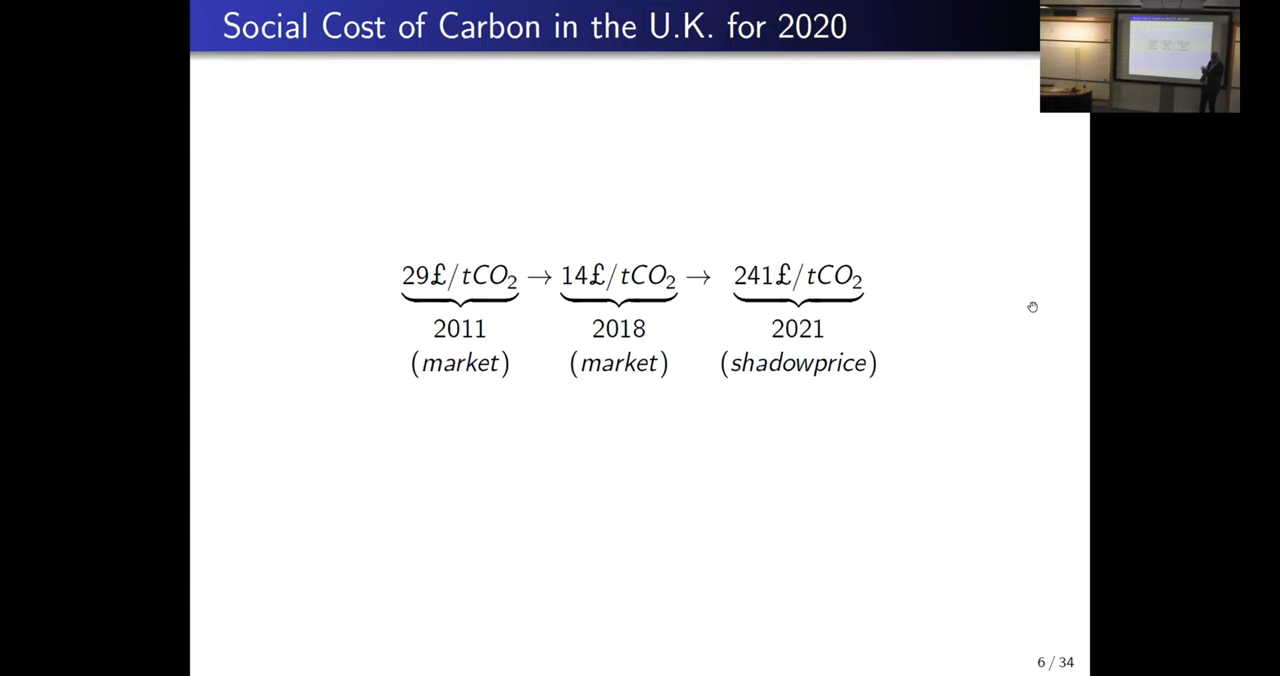 Social Cost of Carbon in the U.K. for 2020
29£/tCO₂ → 14£/tCO₂ → 241£/tCO₂
2011 2018 2021
(market) (market) (shadowprice)
6 / 34